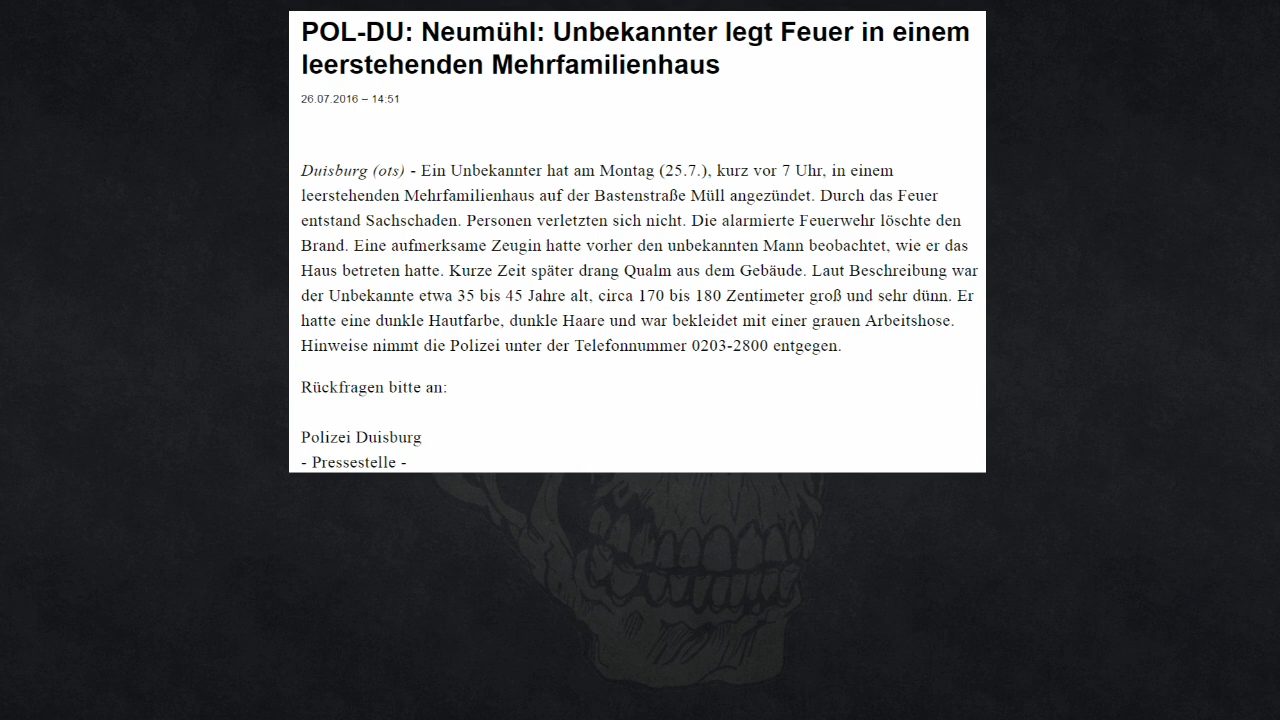 POL-DU: Neumühl: Unbekannter legt Feuer in einem
leerstehenden Mehrfamilienhaus
26.07.2016 – 14:51
Duisburg (ots) - Ein Unbekannter hat am Montag (25.7.), kurz vor 7 Uhr, in einem
leerstehenden Mehrfamilienhaus auf der Bastenstraße Müll angezündet. Durch das Feuer
entstand Sachschaden. Personen verletzten sich nicht. Die alarmierte Feuerwehr löschte den
Brand. Eine aufmerksame Zeugin hatte vorher den unbekannten Mann beobachtet, wie er das
Haus betreten hatte. Kurze Zeit später drang Qualm aus dem Gebäude. Laut Beschreibung war
der Unbekannte etwa 35 bis 45 Jahre alt, circa 170 bis 180 Zentimeter groß und sehr dünn. Er
hatte eine dunkle Hautfarbe, dunkle Haare und war bekleidet mit einer grauen Arbeitshose.
Hinweise nimmt die Polizei unter der Telefonnummer 0203-2800 entgegen.
Rückfragen bitte an:
Polizei Duisburg
- Pressestelle -